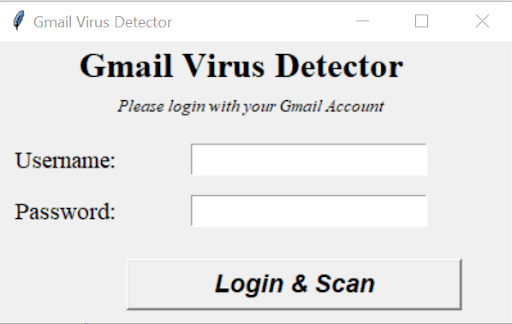 Gmail Virus Detector
Gmail Virus Detector
Please login with your Gmail Account
Username:
Password:
Login & Scan